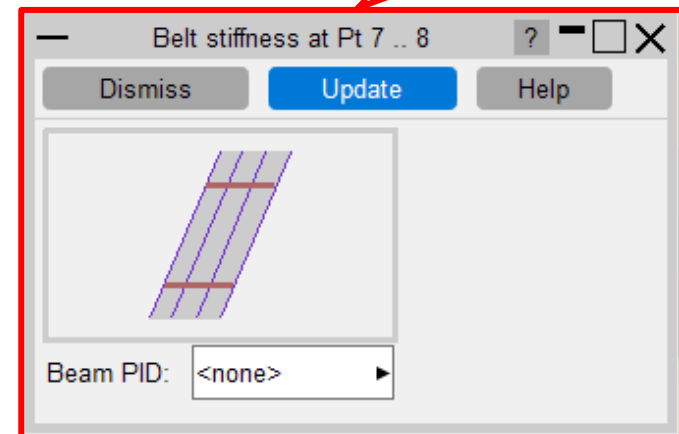 Belt stiffness at Pt 7 .. 8 ?
Dismiss Update Help
Beam PID: <none>